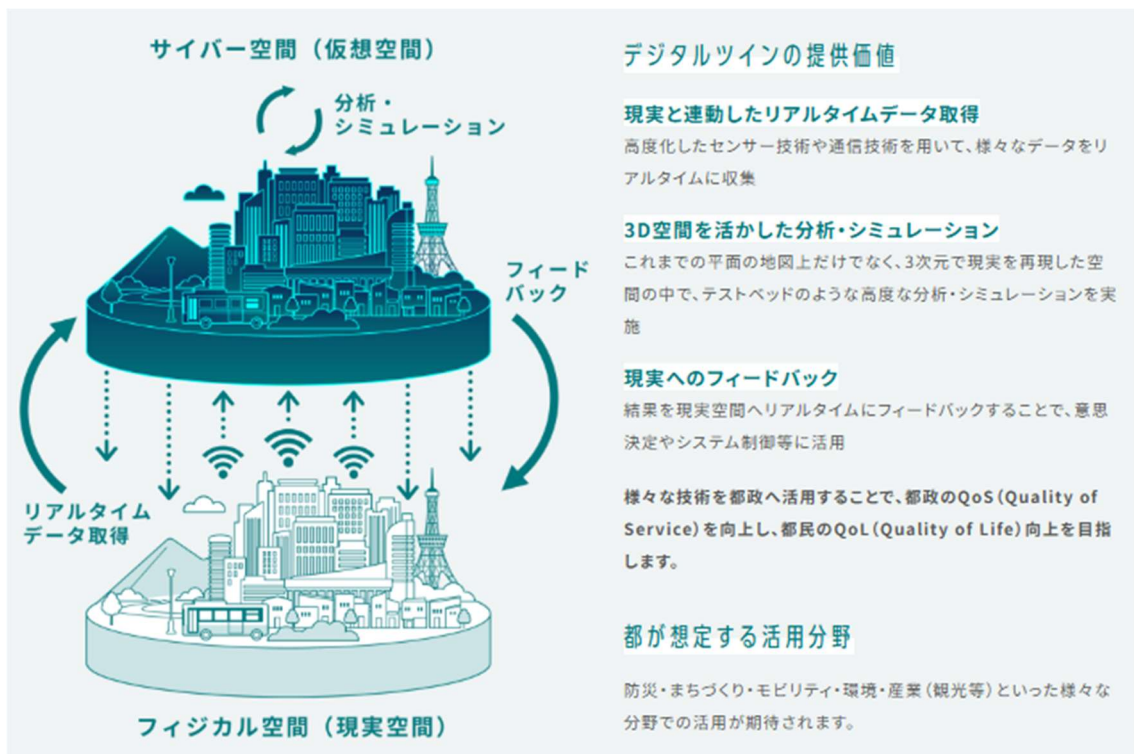 サイバー空間（仮想空間）
分析・
シミュレーション
フィード
バック
リアルタイム
データ取得
フィジカル空間（現実空間）
デジタルツインの提供価値
現実と連動したリアルタイムデータ取得
高度化したセンサー技術や通信技術を用いて、様々なデータをリ
アルタイムに収集
3D空間を活かした分析・シミュレーション
これまでの平面の地図上だけでなく、3次元で現実を再現した空
間の中で、テストベッドのような高度な分析・シミュレーションを実
施
現実へのフィードバック
結果を現実空間へリアルタイムにフィードバックすることで、意思
決定やシステム制御等に活用
様々な技術を都政へ活用することで、都政のQoS（Quality of
Service）を向上し、都民のQoL（Quality of Life）向上を目指
します。
都が想定する活用分野
防災・まちづくり・モビリティ・環境・産業（観光等）といった様々な
分野での活用が期待されます。